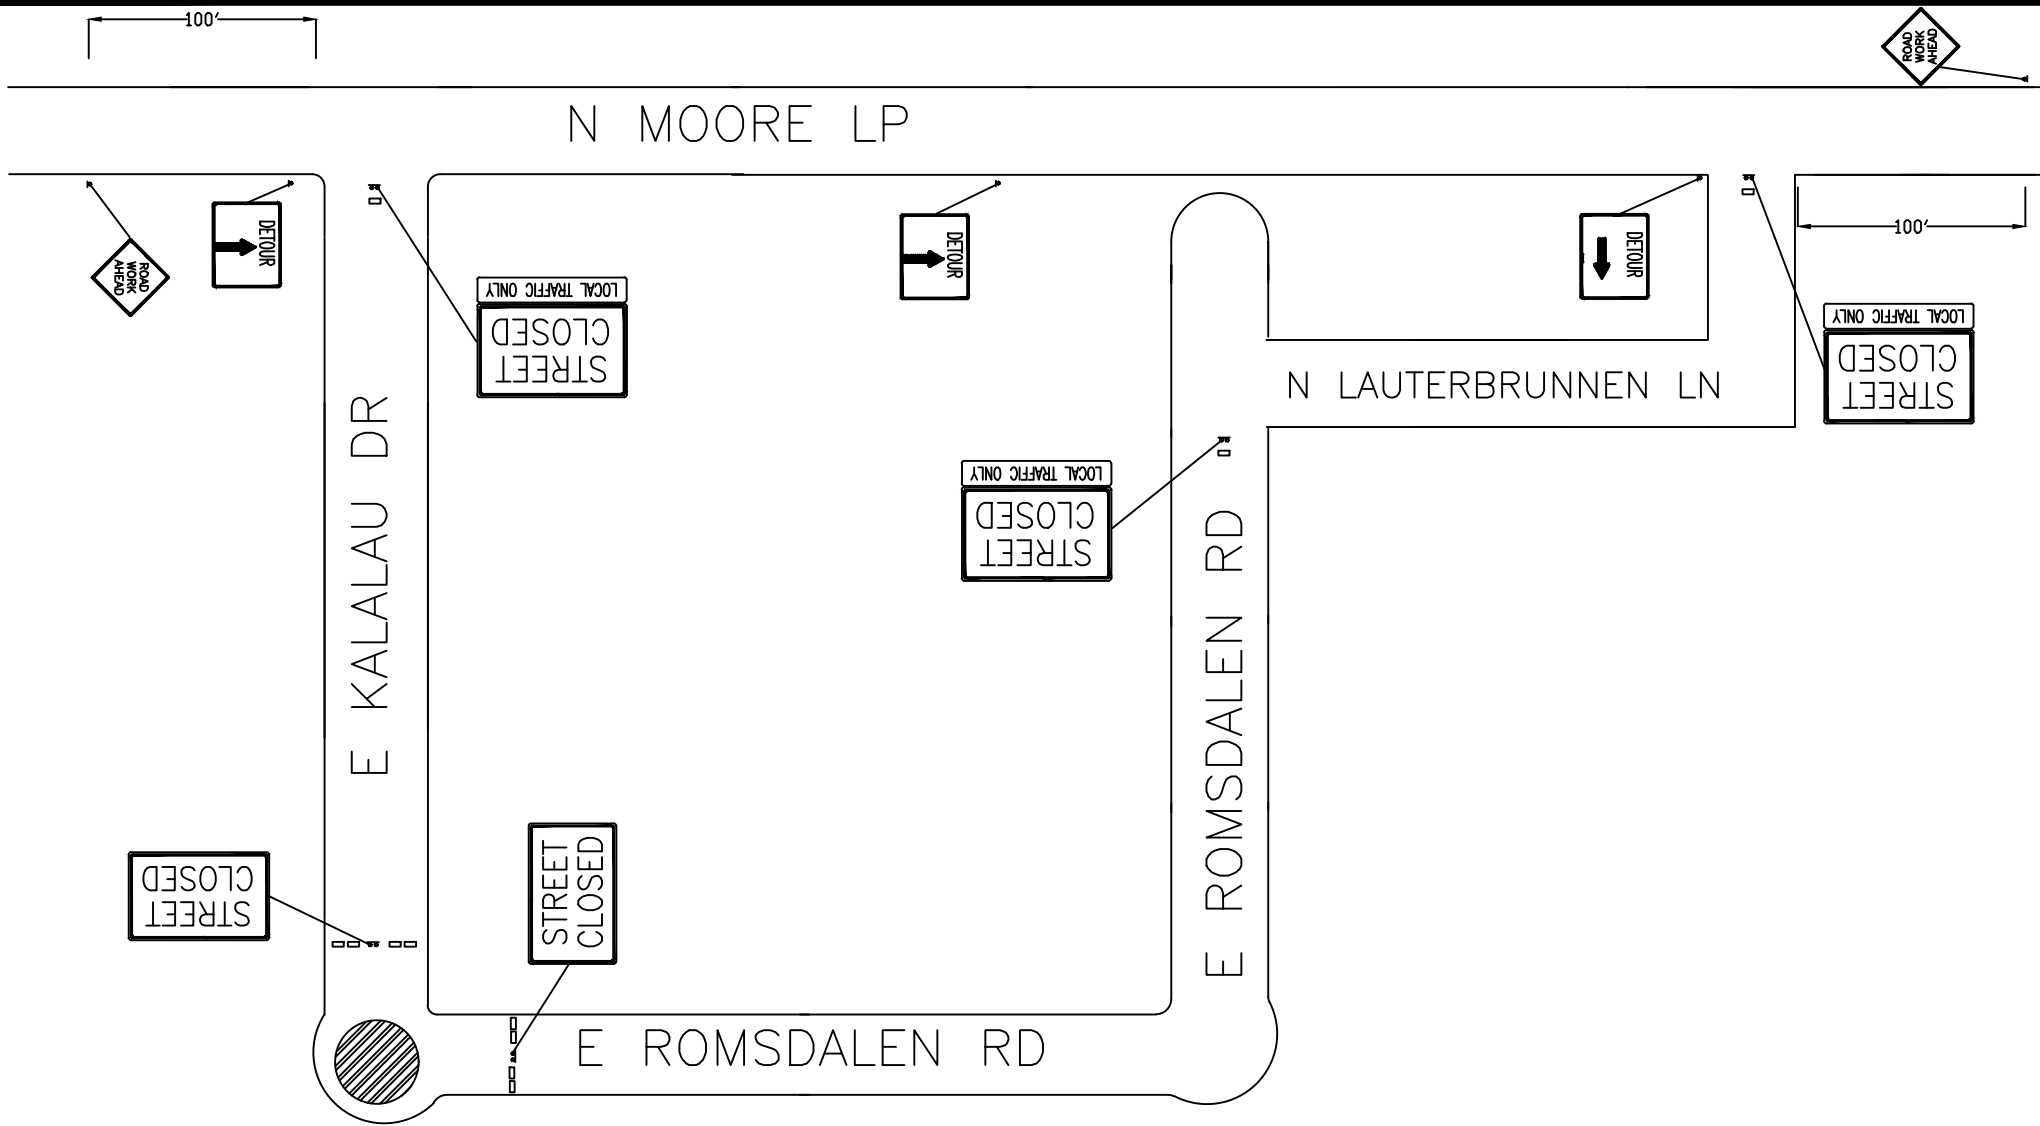 100'
ROAD
WORK
AHEAD
N MOORE LP
DETOUR
DETOUR
DETOUR
100'
ROAD
WORK
AHEAD
LOCAL TRAFFIC ONLY
STREET
CLOSED
LOCAL TRAFFIC ONLY
STREET
CLOSED
N LAUTERBRUNNEN LN
E KALALAU DR
LOCAL TRAFFIC ONLY
STREET
CLOSED
E ROMSDALEN RD
STREET
CLOSED
STREET
CLOSED
E ROMSDALEN RD